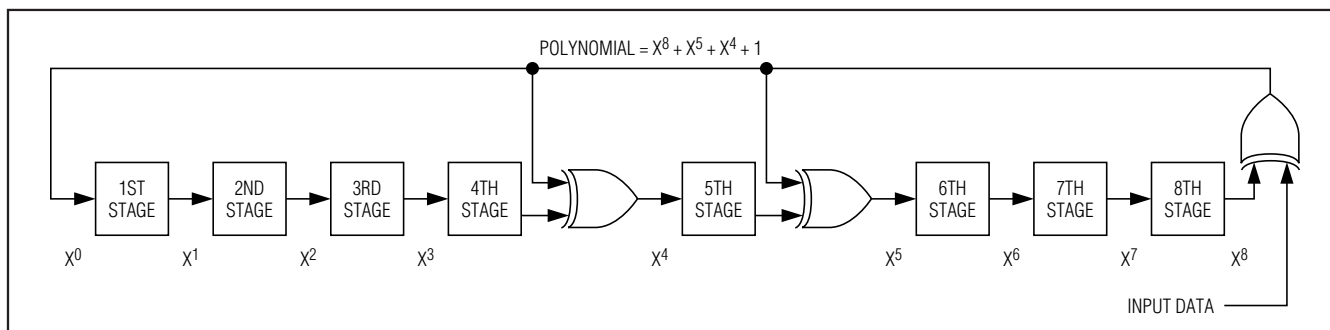 POLYNOMIAL = X⁸ + X⁵ + X⁴ + 1
1ST
STAGE
2ND
STAGE
3RD
STAGE
4TH
STAGE
5TH
STAGE
6TH
STAGE
7TH
STAGE
8TH
STAGE
X⁰ X¹ X² X³ X⁴ X⁵ X⁶ X⁷ X⁸
INPUT DATA